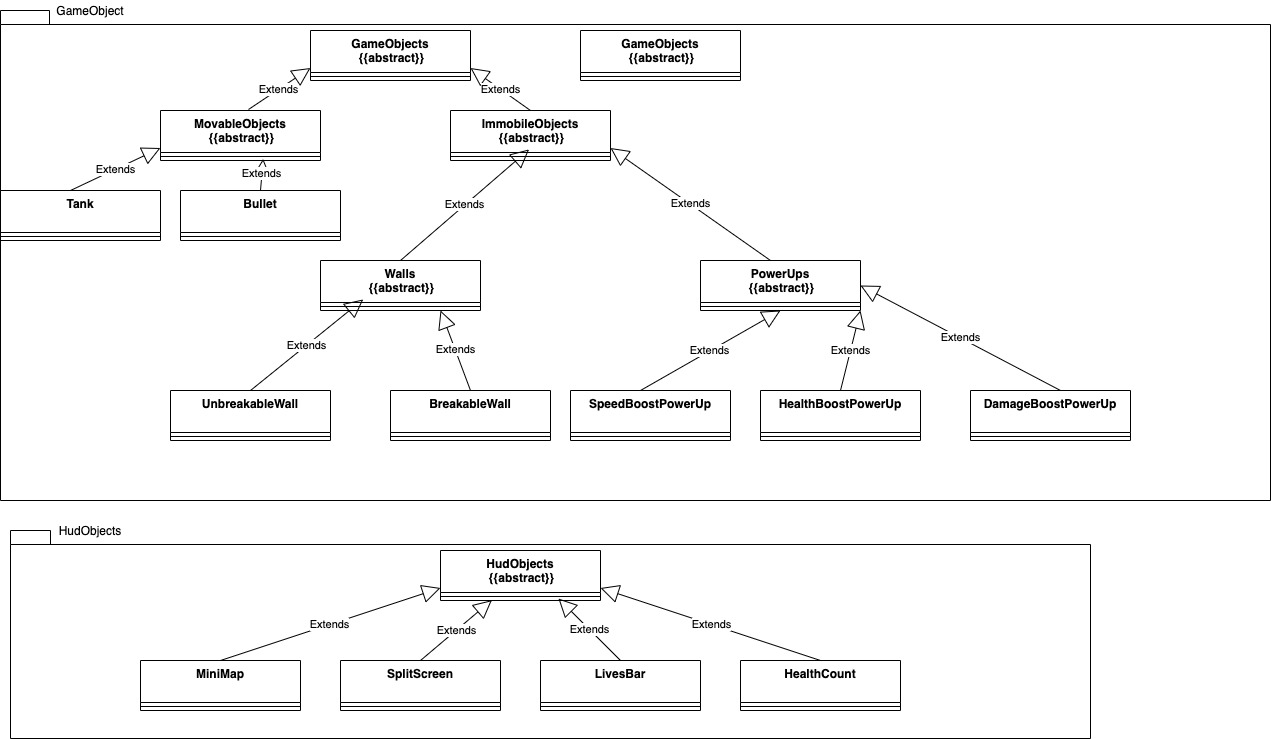 GameObject
GameObjects
{{abstract}}
GameObjects
{{abstract}}
Extends
Extends
MovableObjects
{{abstract}}
ImmobileObjects
{{abstract}}
Extends
Extends
Tank
Bullet
Extends
Extends
Walls
{{abstract}}
PowerUps
{{abstract}}
Extends
Extends
Extends
Extends
Extends
UnbreakableWall
BreakableWall
SpeedBoostPowerUp
HealthBoostPowerUp
DamageBoostPowerUp
HudObjects
HudObjects
{{abstract}}
Extends
Extends
Extends
Extends
MiniMap
SplitScreen
LivesBar
HealthCount